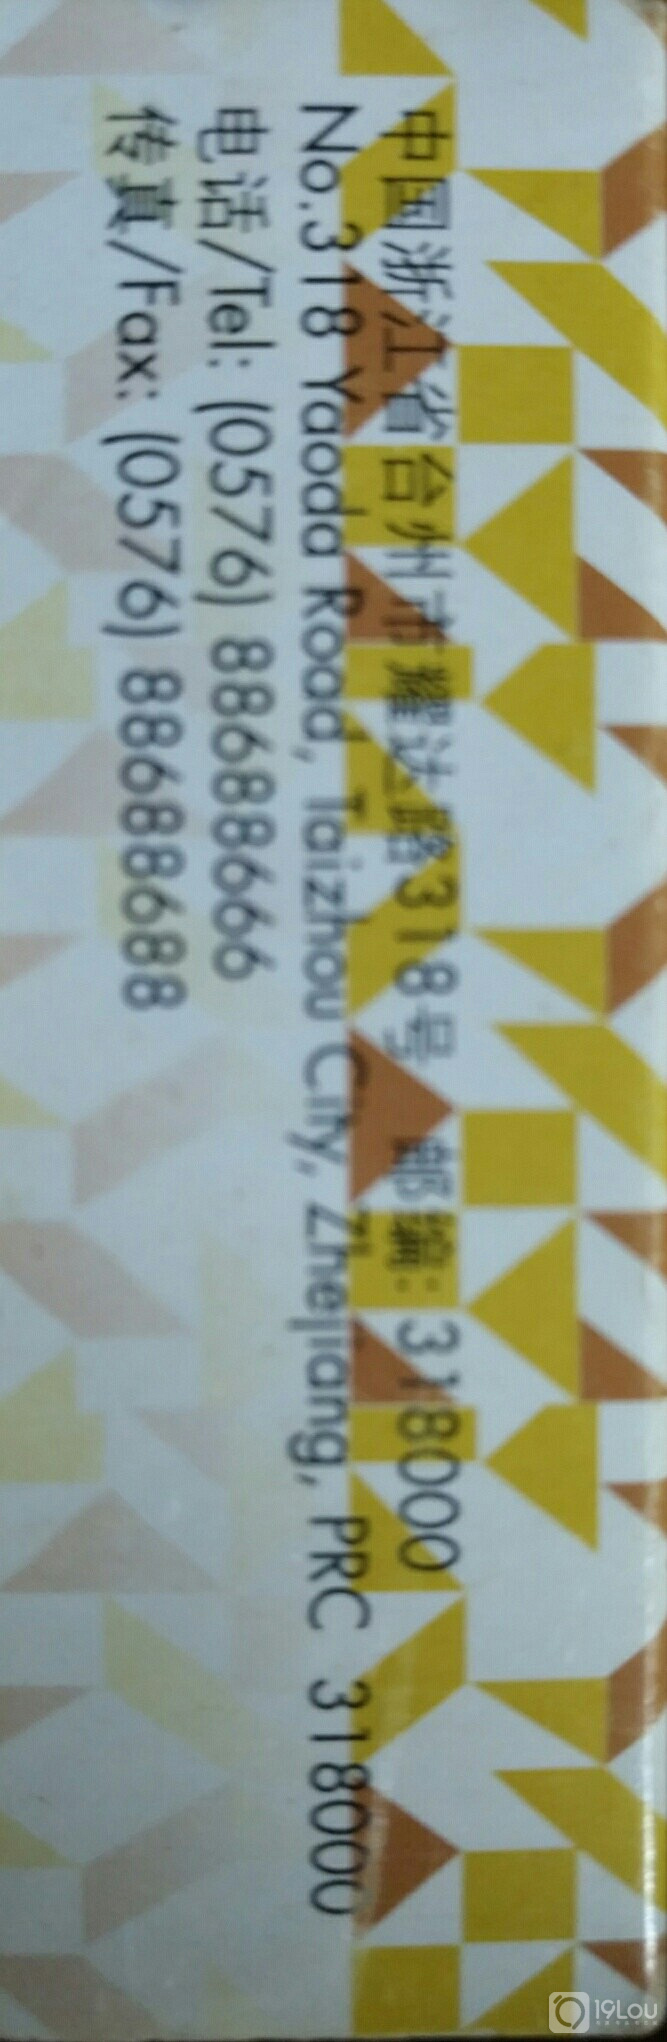 中国浙江省台州市耀达路318号 邮编: 318000
No.318 Yaoda Road, Taizhou City, Zhejiang, PRC 318000
电话/Tel: (0576) 88688666
传真/Fax: (0576) 88688688
19Lou